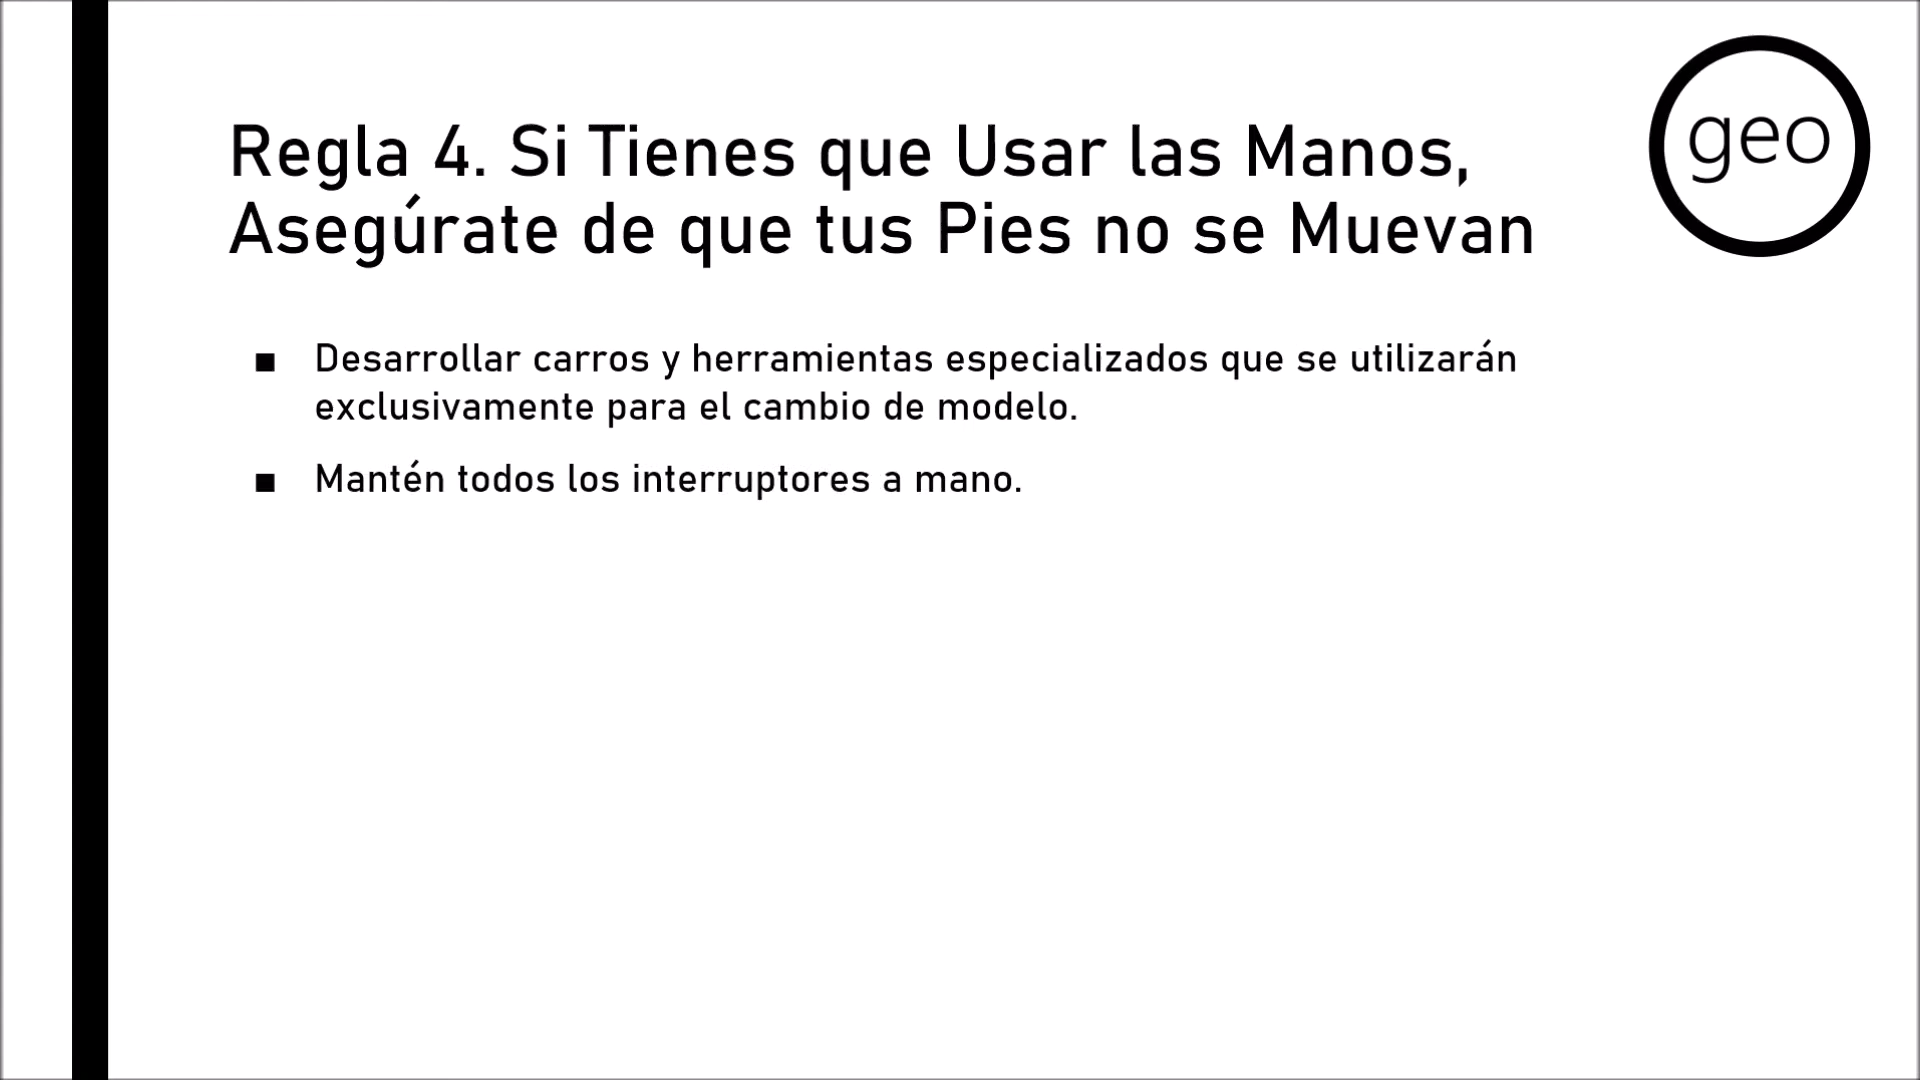 geo
Regla 4. Si Tienes que Usar las Manos,
Asegúrate de que tus Pies no se Muevan
■ Desarrollar carros y herramientas especializados que se utilizarán
exclusivamente para el cambio de modelo.
■ Mantén todos los interruptores a mano.